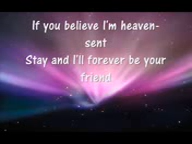 If you believe I'm heaven-
sent
Stay and I'll forever be your
friend